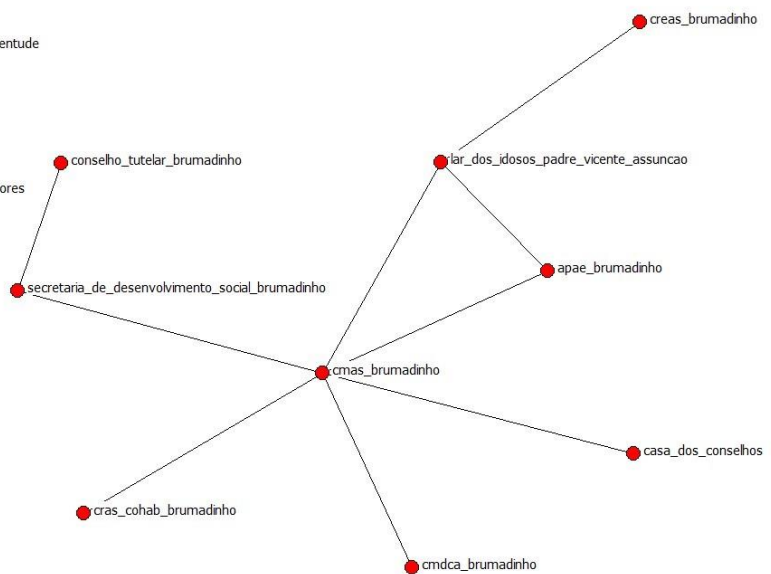 creas_brumadinho
entude
conselho_tutelar_brumadinho
lar_dos_idosos_padre_vicente_assuncao
ores
apae_brumadinho
secretaria_de_desenvolvimento_social_brumadinho
cmas_brumadinho
casa_dos_conselhos
cras_cohab_brumadinho
cmdca_brumadinho